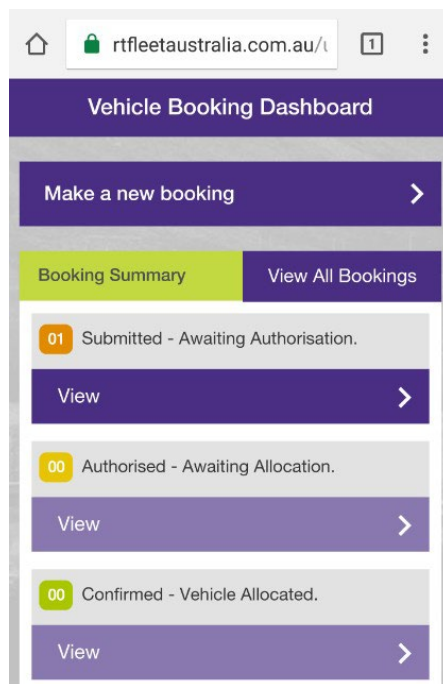 rtfleetaustralia.com.au/
1
Vehicle Booking Dashboard
Make a new booking
Booking Summary
View All Bookings
01 Submitted - Awaiting Authorisation.
View
00 Authorised - Awaiting Allocation.
View
00 Confirmed - Vehicle Allocated.
View